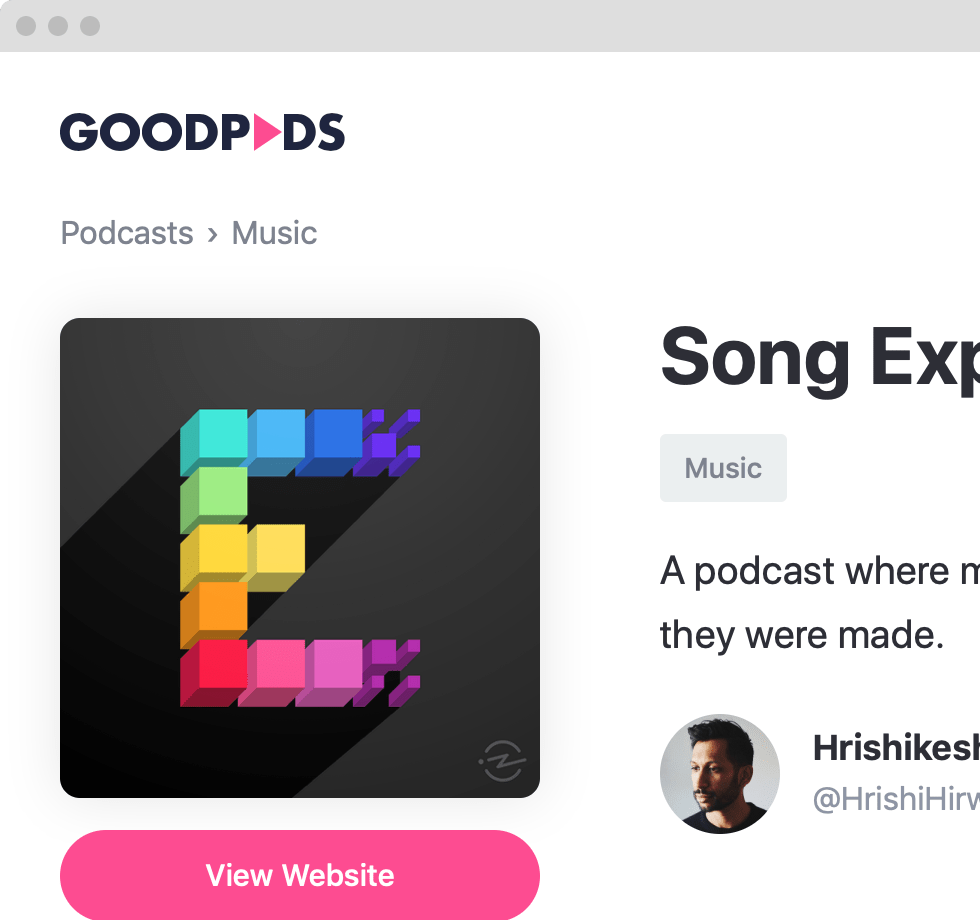 GOODPODS
Podcasts › Music
Song Exp
Music
A podcast where m
they were made.
Hrishikesh
@HrishiHirw
View Website